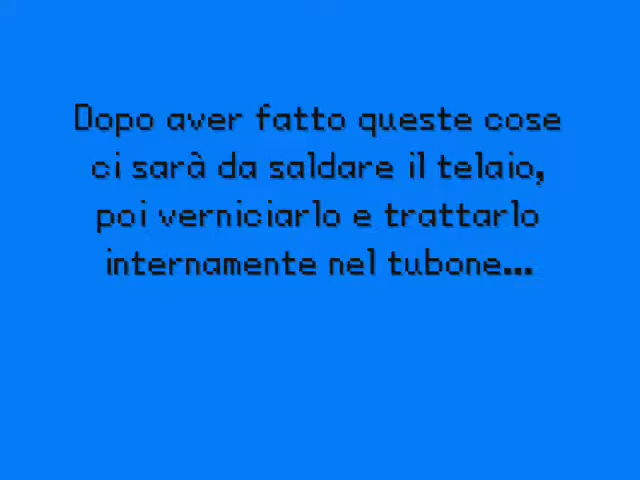 Dopo aver fatto queste cose
ci sarà da saldare il telaio,
poi verniciarlo e trattarlo
internamente nel tubone...